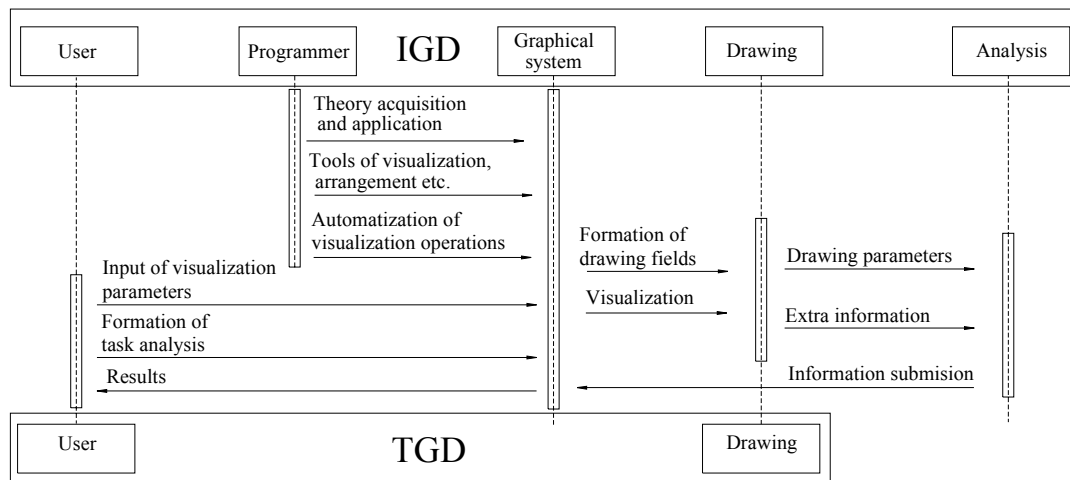 User
Programmer
IGD
Graphical
system
Drawing
Analysis
Theory acquisition
and application
Tools of visualization,
arrangement etc.
Automatization of
visualization operations
Formation of
drawing fields
Drawing parameters
Input of visualization
parameters
Visualization
Extra information
Formation of
task analysis
Results
Information submision
User
TGD
Drawing